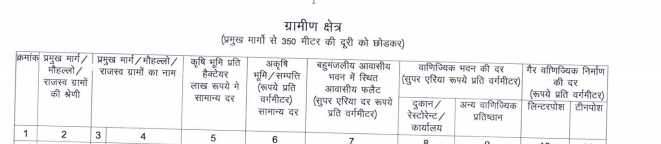 ग्रामीण क्षेत्र
(प्रमुख मार्गो से 350 मीटर की दूरी को छोडकर)
क्रमांक प्रमुख मार्ग/ मौहल्लो/ राजस्व ग्रामों की श्रेणी
प्रमुख मार्ग/मौहल्लो/ राजस्व ग्रामों का नाम
कृषि भूमि प्रति हैक्टेयर लाख रूपये मे सामान्य दर
अकृषि भूमि/सम्पत्ति (रूपये प्रति वर्गमीटर) सामान्य दर
बहुमंजलीय आवासीय भवन में स्थित आवासीय फलैट (सुपर एरिया दर रूपये प्रति वर्गमीटर)
वाणिज्यिक भवन की दर (सुपर एरिया रूपये प्रति वर्गमीटर)
दुकान/ रेस्टोरेन्ट/ कार्यालय
अन्य वाणिज्यिक प्रतिष्ठान
गैर वाणिज्यिक निर्माण की दर (रूपये प्रति वर्गमीटर)
लिन्टरपोश टीनपोश
1 2 3 4 5 6 7 8